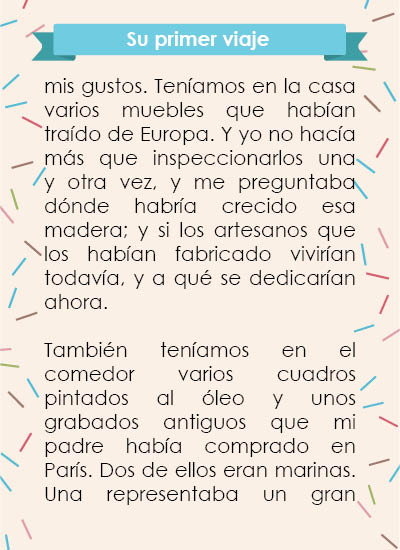 Su primer viaje
mis gustos. Teníamos en la casa
varios muebles que habían
traído de Europa. Y yo no hacía
más que inspeccionarlos una
y otra vez, y me preguntaba
dónde habría crecido esa
madera; y si los artesanos que
los habían fabricado vivirían
todavía, y a qué se dedicarían
ahora.
También teníamos en el
comedor varios cuadros
pintados al óleo y unos
grabados antiguos que mi
padre había comprado en
París. Dos de ellos eran marinas.
Una representaba un gran